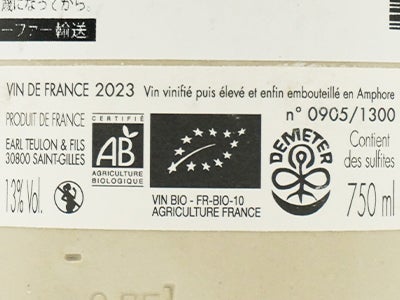 歳になってから。
ーファー輸送
VIN DE FRANCE 2023 Vin vinifié puis élevé et enfin embouteillé en Amphore
n° 0905/1300
PRODUIT DE FRANCE
EARL TEULON & FILS
30800 SAINT-GILLES
13% Vol.
CERTIFIÉ
AB
AGRICULTURE
BIOLOGIQUE
VIN BIO - FR-BIO-10
AGRICULTURE FRANCE
DEMETER
Contient
des sulfites
750 ml